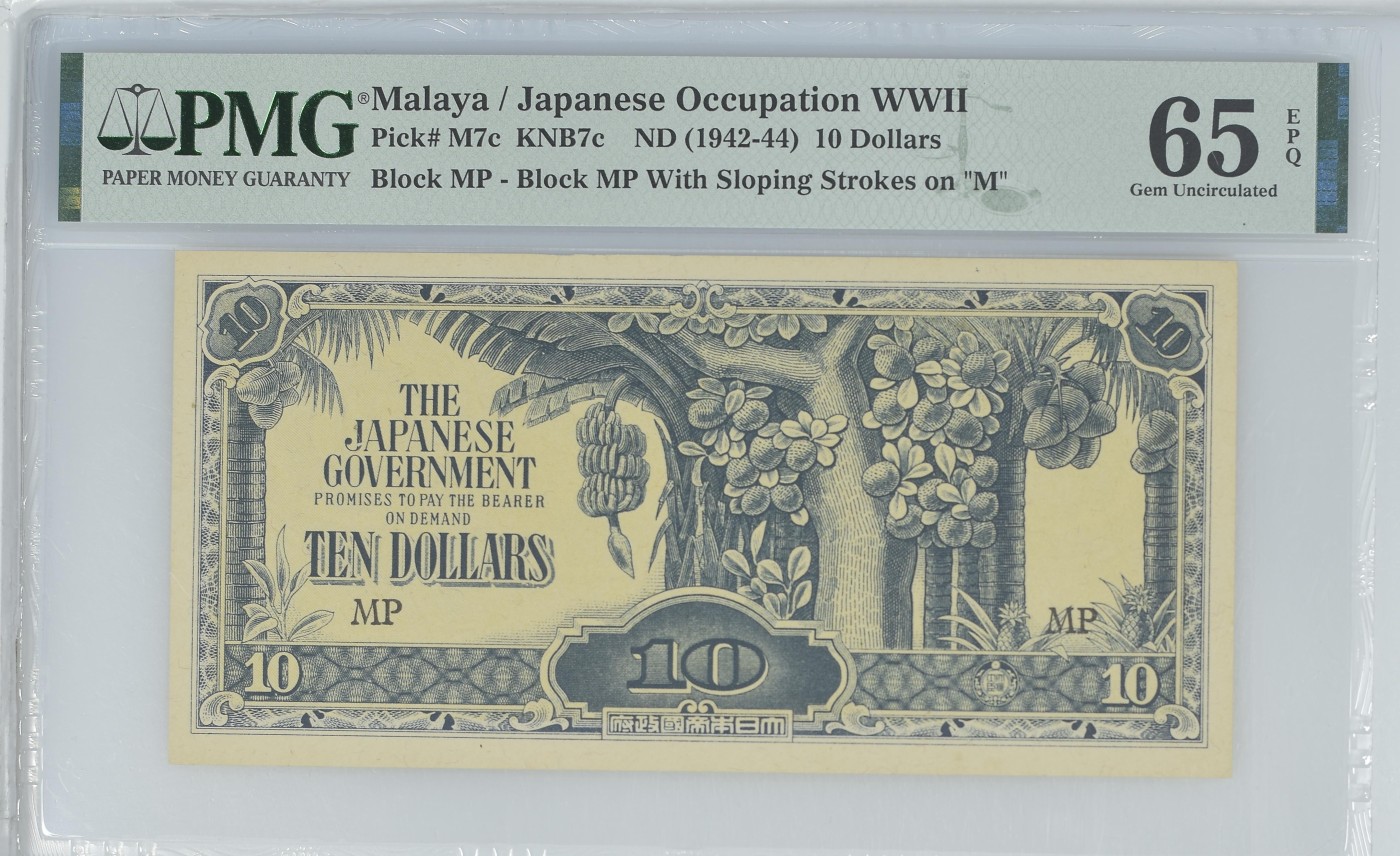 PMG®
PAPER MONEY GUARANTY
Malaya / Japanese Occupation WWII
Pick# M7c KNB7c ND (1942-44) 10 Dollars
Block MP - Block MP With Sloping Strokes on "M"
65
EPQ
Gem Uncirculated
10
10
THE
JAPANESE
GOVERNMENT
PROMISES TO PAY THE BEARER
ON DEMAND
TEN DOLLARS
MP
MP
10
10
10
府政國帝本日大